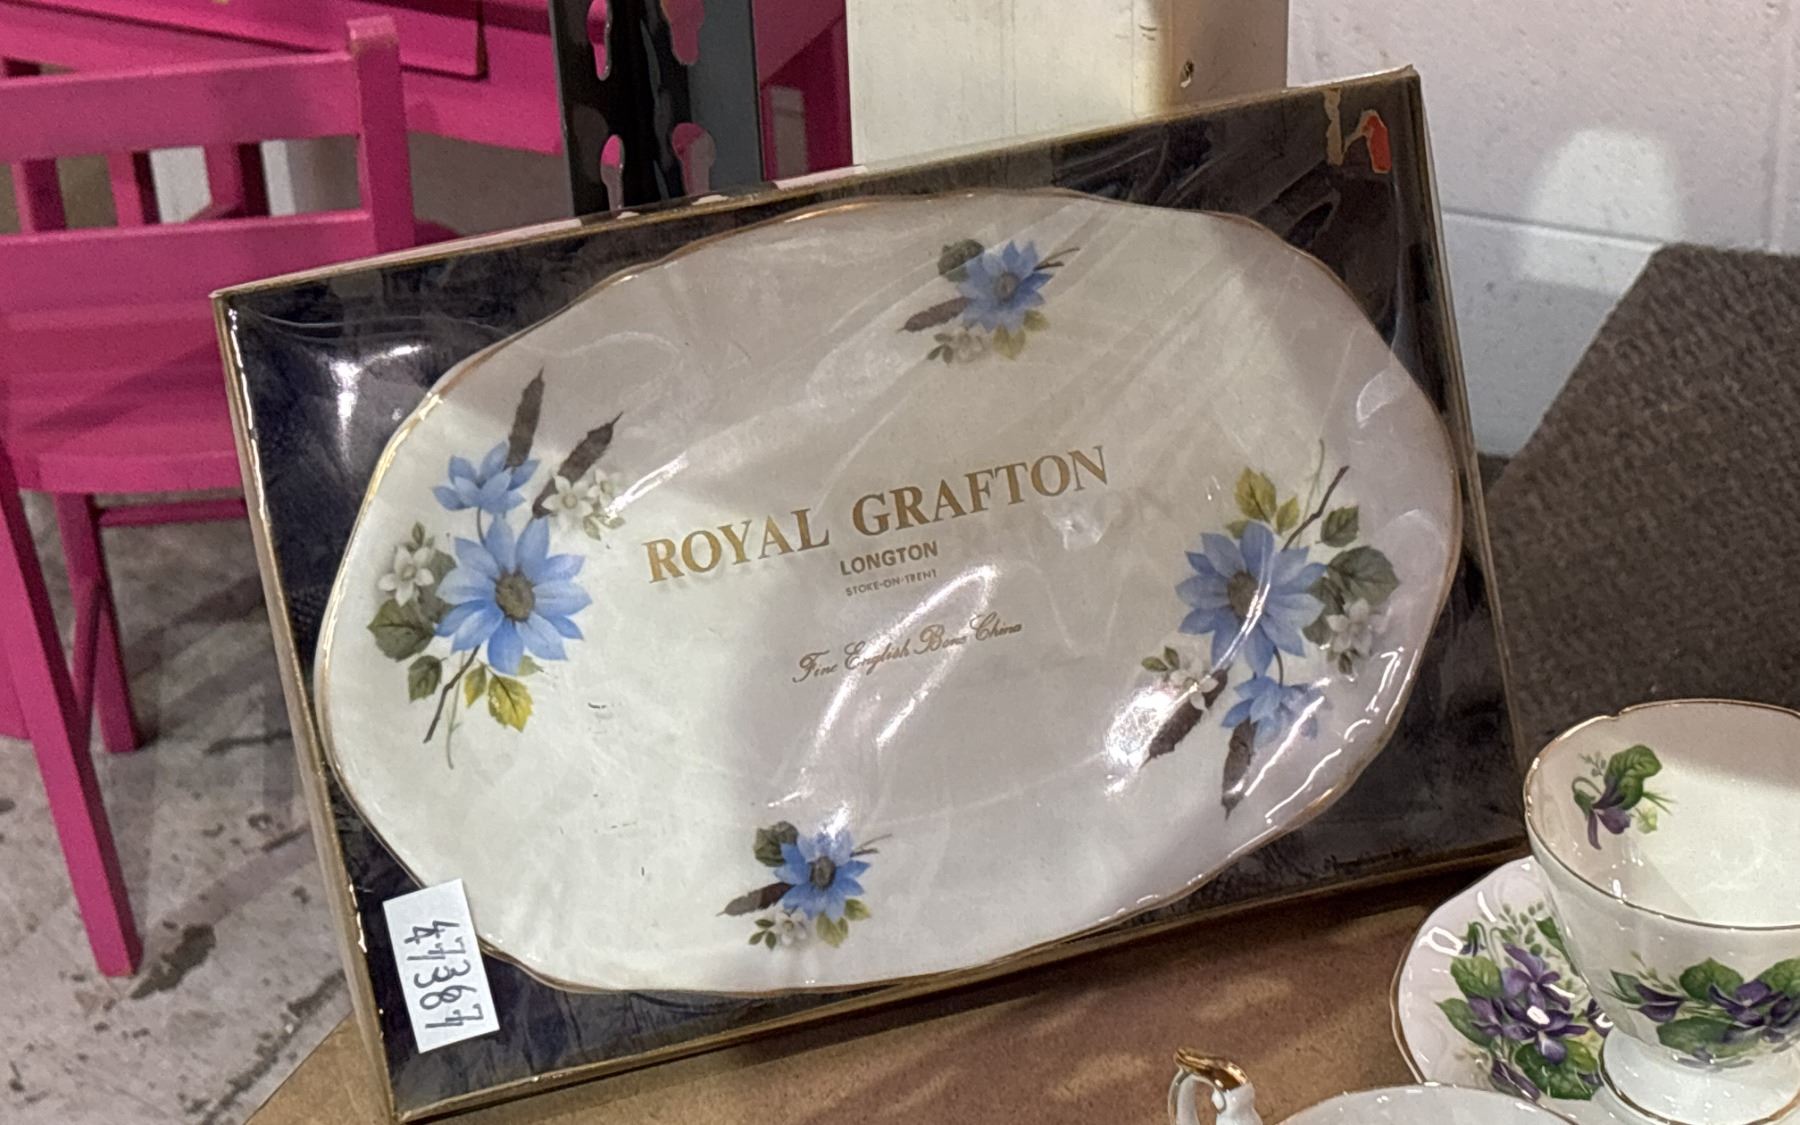 ROYAL GRAFTON
LONGTON
STOKE-ON-TRENT
Fine English Bone China
47367